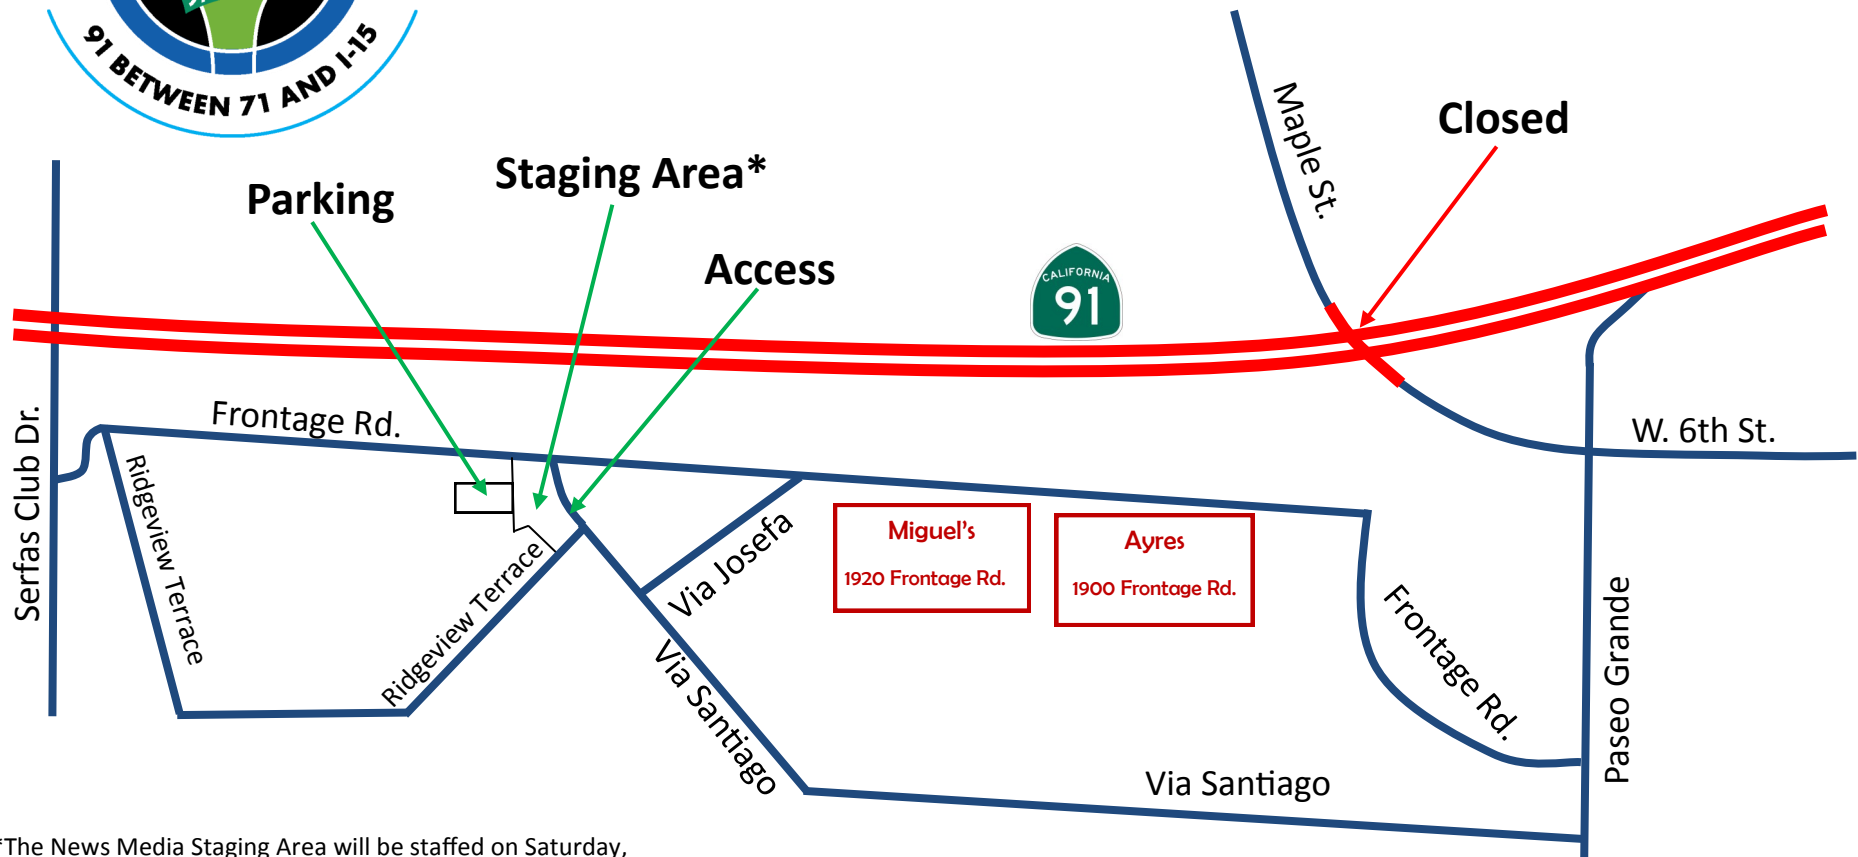 91 BETWEEN 71 AND I-15
Maple St.
Closed
Staging Area*
Parking
Access
CALIFORNIA
91
Serfas Club Dr.
Frontage Rd.
W. 6th St.
Ridgeview Terrace
Ridgeview Terrace
Via Josefa
Miguel's
1920 Frontage Rd.
Ayres
1900 Frontage Rd.
Frontage Rd.
Paseo Grande
Via Santiago
Via Santiago
*The News Media Staging Area will be staffed on Saturday,